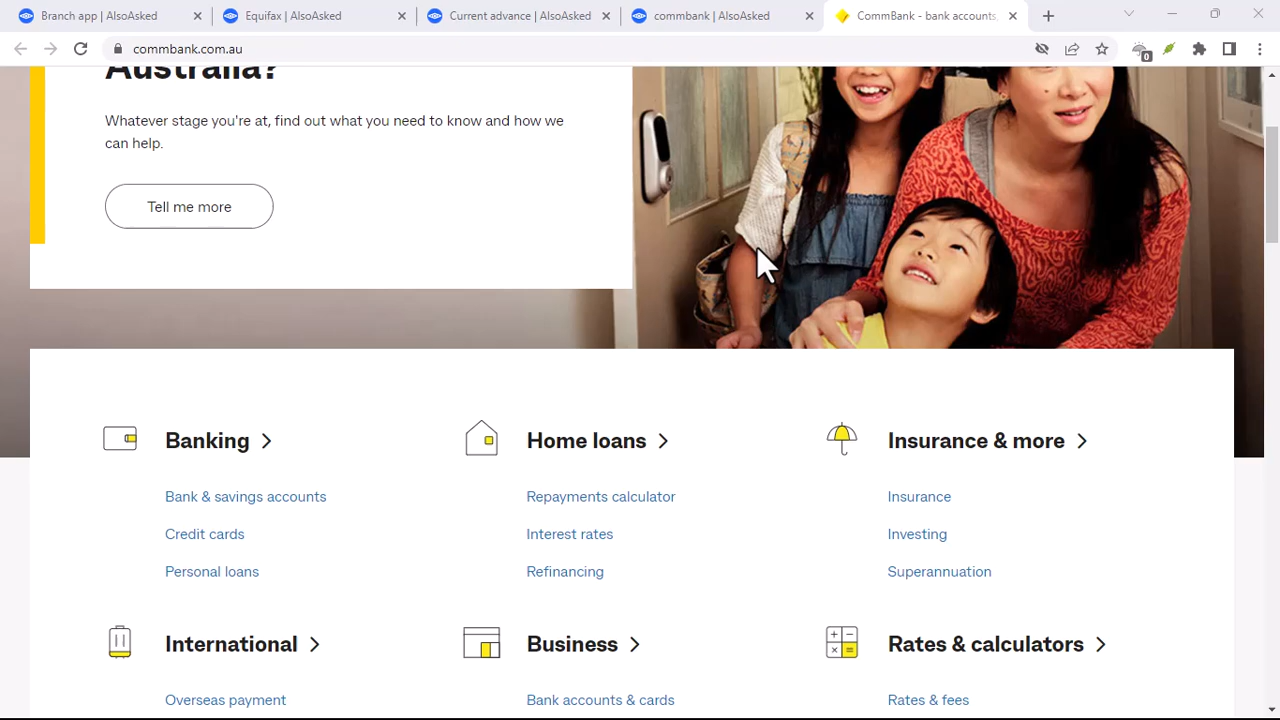 Branch app | AlsoAsked
Equifax | AlsoAsked
Current advance | AlsoAsked
commbank | AlsoAsked
CommBank - bank accounts,
commbank.com.au
0
Australia?
Whatever stage you're at, find out what you need to know and how we
can help.
Tell me more
Banking
Bank & savings accounts
Credit cards
Personal loans
Home loans
Repayments calculator
Interest rates
Refinancing
Insurance & more
Insurance
Investing
Superannuation
International
Overseas payment
Business
Bank accounts & cards
Rates & calculators
Rates & fees